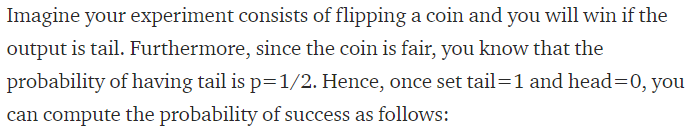 Imagine your experiment consists of flipping a coin and you will win if the
output is tail. Furthermore, since the coin is fair, you know that the
probability of having tail is p=1/2. Hence, once set tail=1 and head=0, you
can compute the probability of success as follows: